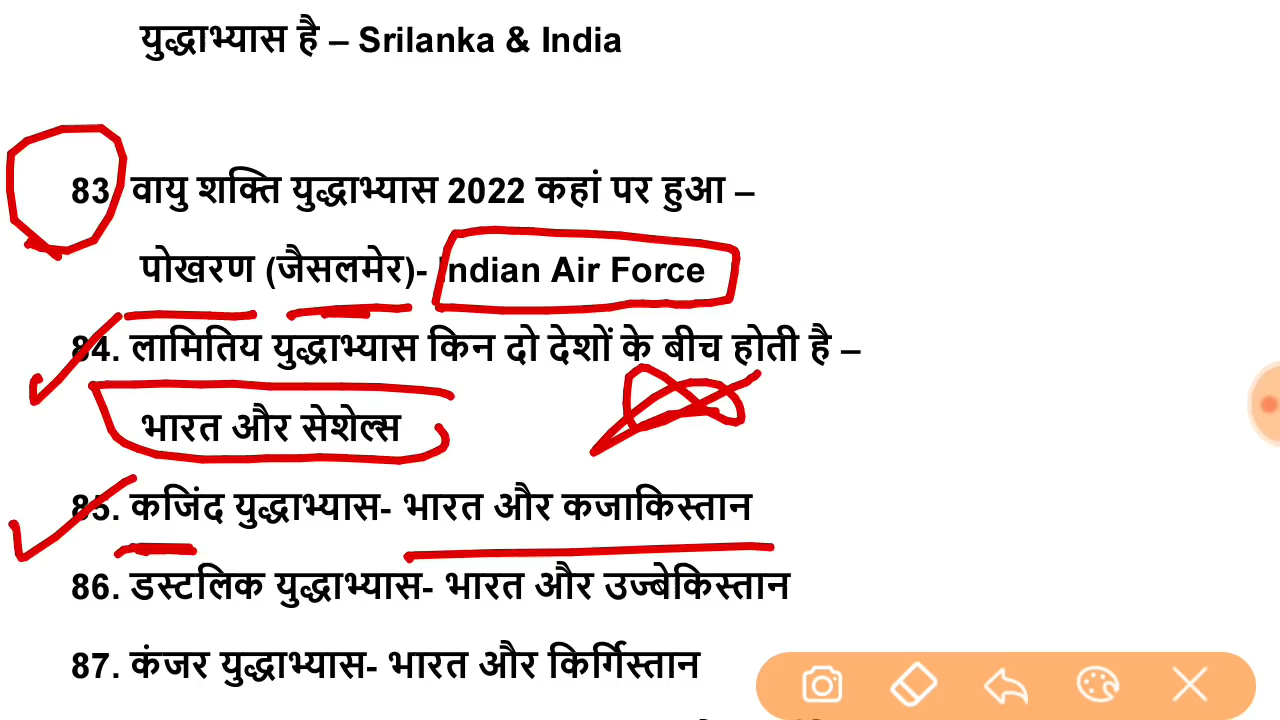 युद्धाभ्यास है – Srilanka & India
83. वायु शक्ति युद्धाभ्यास 2022 कहां पर हुआ –
पोखरण (जैसलमेर)- Indian Air Force
84. लामितिय युद्धाभ्यास किन दो देशों के बीच होती है –
भारत और सेशेल्स
85. कजिंद युद्धाभ्यास- भारत और कजाकिस्तान
86. डस्टलिक युद्धाभ्यास- भारत और उज्बेकिस्तान
87. कंजर युद्धाभ्यास- भारत और किर्गिस्तान